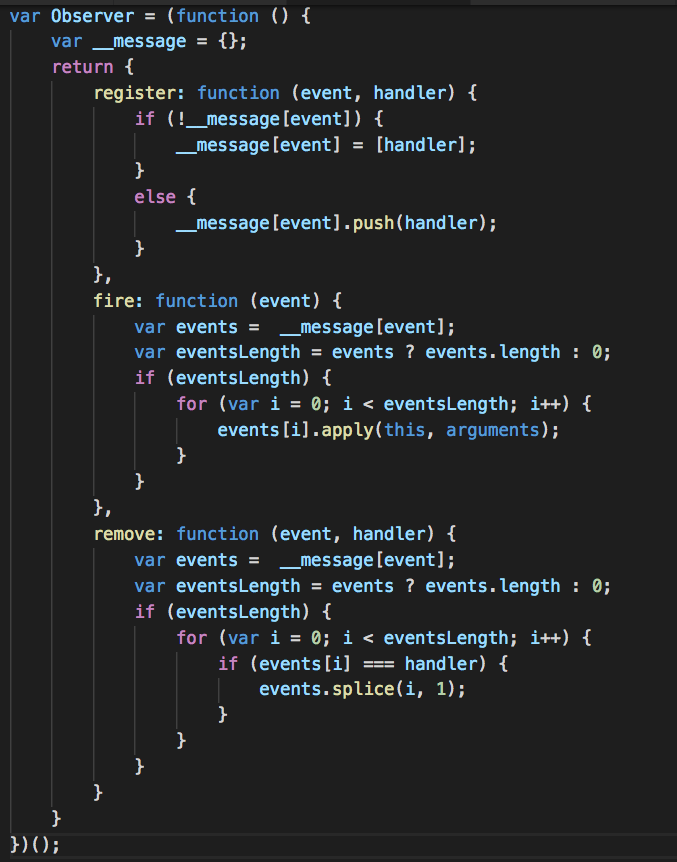 var Observer = (function () {
    var __message = {};
    return {
        register: function (event, handler) {
            if (!__message[event]) {
                __message[event] = [handler];
            }
            else {
                __message[event].push(handler);
            }
        },
        fire: function (event) {
            var events =  __message[event];
            var eventsLength = events ? events.length : 0;
            if (eventsLength) {
                for (var i = 0; i < eventsLength; i++) {
                    events[i].apply(this, arguments);
                }
            }
        },
        remove: function (event, handler) {
            var events =  __message[event];
            var eventsLength = events ? events.length : 0;
            if (eventsLength) {
                for (var i = 0; i < eventsLength; i++) {
                    if (events[i] === handler) {
                        events.splice(i, 1);
                    }
                }
            }
        }
    }
})();